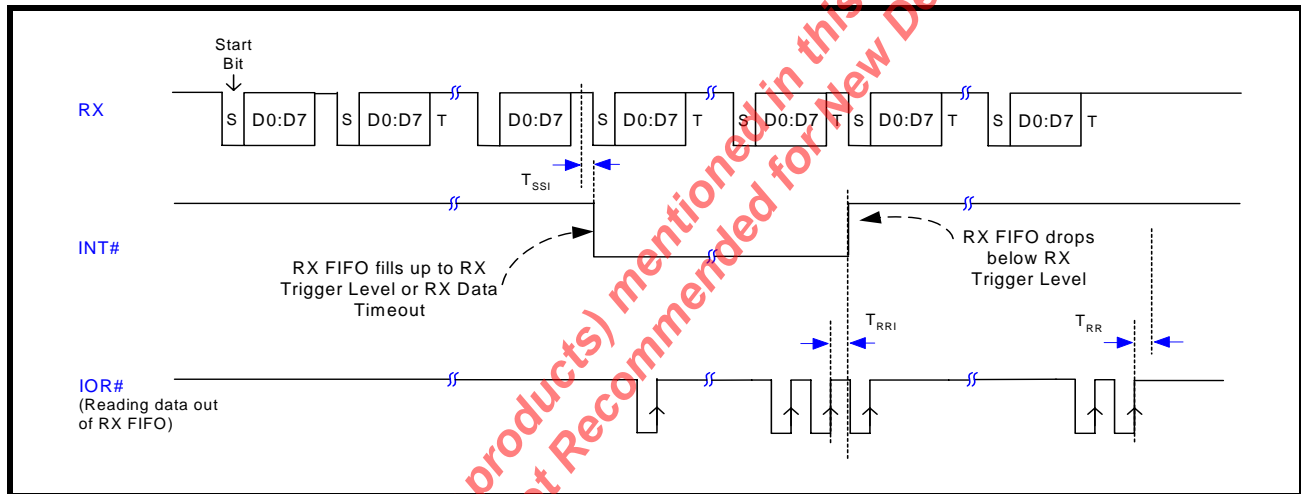 Start
Bit
RX
S D0:D7 S D0:D7 T D0:D7 S D0:D7 T S D0:D7 T S D0:D7 T S D0:D7 T
TSSI
INT#
RX FIFO fills up to RX
Trigger Level or RX Data
Timeout
RX FIFO drops
below RX
Trigger Level
TRRI
TRR
IOR#
(Reading data out
of RX FIFO)
products) mentioned in this
Recommended for New